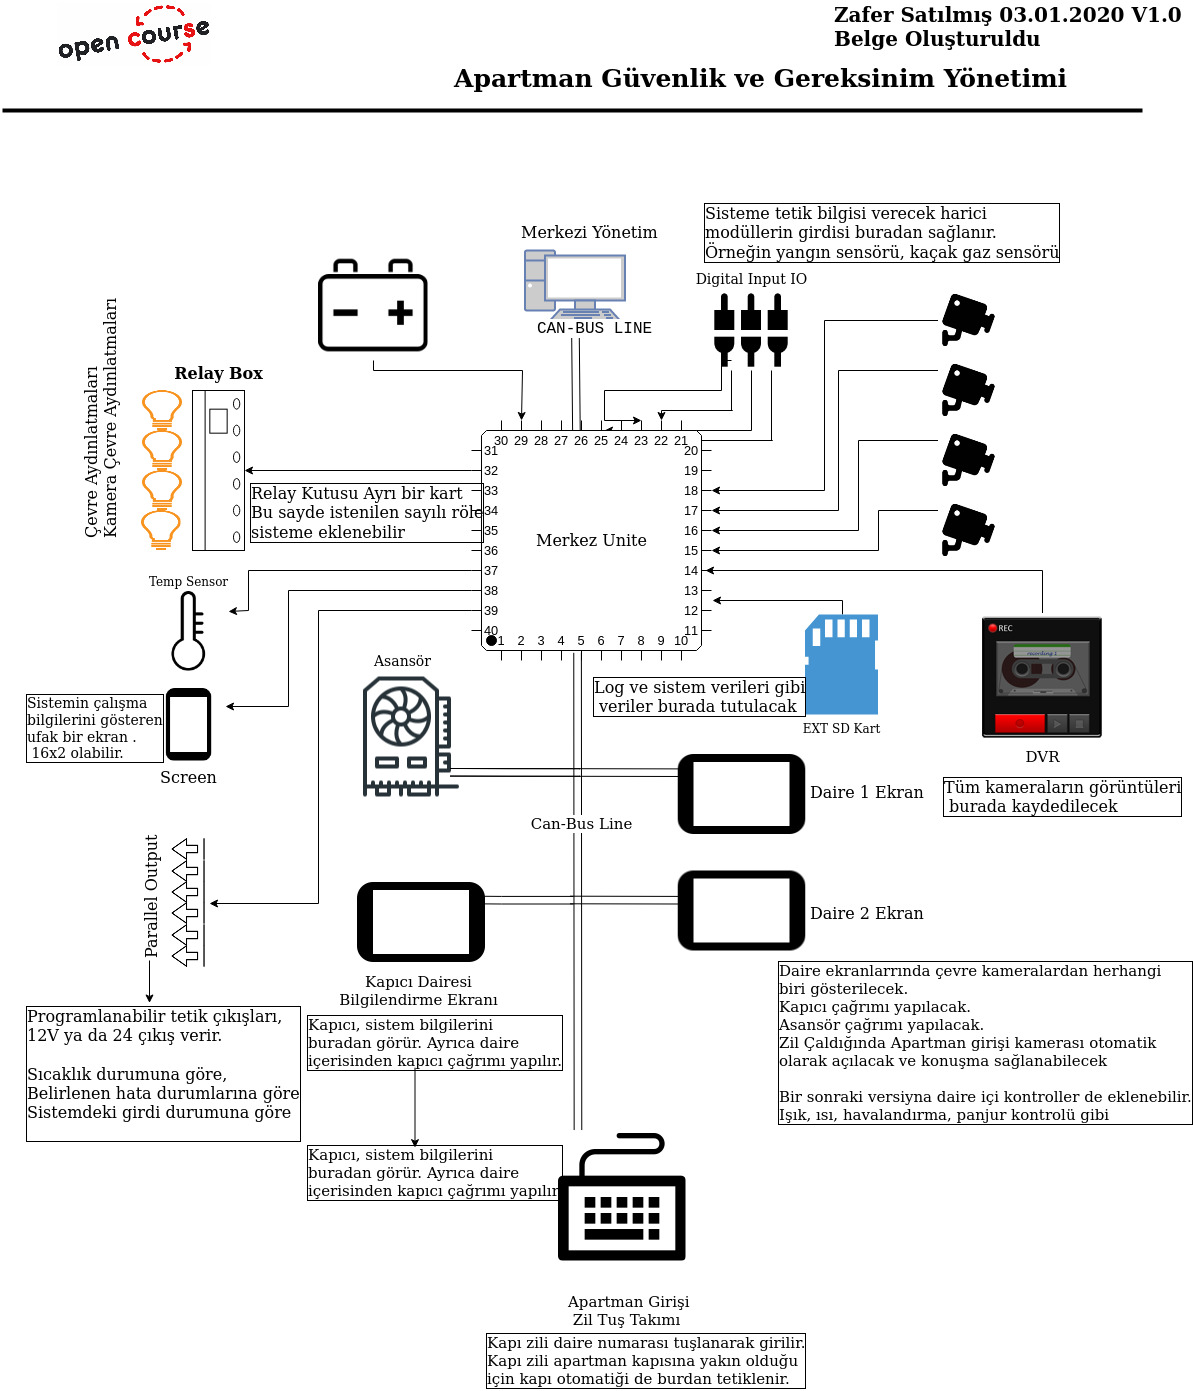 open course
Zafer Satılmış 03.01.2020 V1.0
Belge Oluşturuldu
Apartman Güvenlik ve Gereksinim Yönetimi
Sisteme tetik bilgisi verecek harici
modüllerin girdisi buradan sağlanır.
Örneğin yangın sensörü, kaçak gaz sensörü
Merkezi Yönetim
CAN-BUS LINE
Digital Input IO
Çevre Aydınlatmaları
Kamera Çevre Aydınlatmaları
Relay Box
30 29 28 27 26 25 24 23 22 21
31
32
33
34
35
36
37
38
39
40
20
19
18
17
16
15
14
13
12
11
1 2 3 4 5 6 7 8 9 10
Merkez Unite
Relay Kutusu Ayrı bir kart
Bu sayde istenilen sayılı röle
sisteme eklenebilir
Temp Sensor
Sistemin çalışma
bilgilerini gösteren
ufak bir ekran .
16x2 olabilir.
Screen
Asansör
Log ve sistem verileri gibi
veriler burada tutulacak
EXT SD Kart
REC
recording 1
DVR
Tüm kameraların görüntüleri
burada kaydedilecek
Daire 1 Ekran
Can-Bus Line
Daire 2 Ekran
Parallel Output
Programlanabilir tetik çıkışları,
12V ya da 24 çıkış verir.
Sıcaklık durumuna göre,
Belirlenen hata durumlarına göre
Sistemdeki girdi durumuna göre
Kapıcı Dairesi
Bilgilendirme Ekranı
Kapıcı, sistem bilgilerini
buradan görür. Ayrıca daire
içerisinden kapıcı çağrımı yapılır.
Kapıcı, sistem bilgilerini
buradan görür. Ayrıca daire
içerisinden kapıcı çağrımı yapılır
Daire ekranlarrında çevre kameralardan herhangi
biri gösterilecek.
Kapıcı çağrımı yapılacak.
Asansör çağrımı yapılacak.
Zil Çaldığında Apartman girişi kamerası otomatik
olarak açılacak ve konuşma sağlanabilecek
Bir sonraki versiyna daire içi kontroller de eklenebilir.
Işık, ısı, havalandırma, panjur kontrolü gibi
Apartman Girişi
Zil Tuş Takımı
Kapı zili daire numarası tuşlanarak girilir.
Kapı zili apartman kapısına yakın olduğu
için kapı otomatiği de burdan tetiklenir.